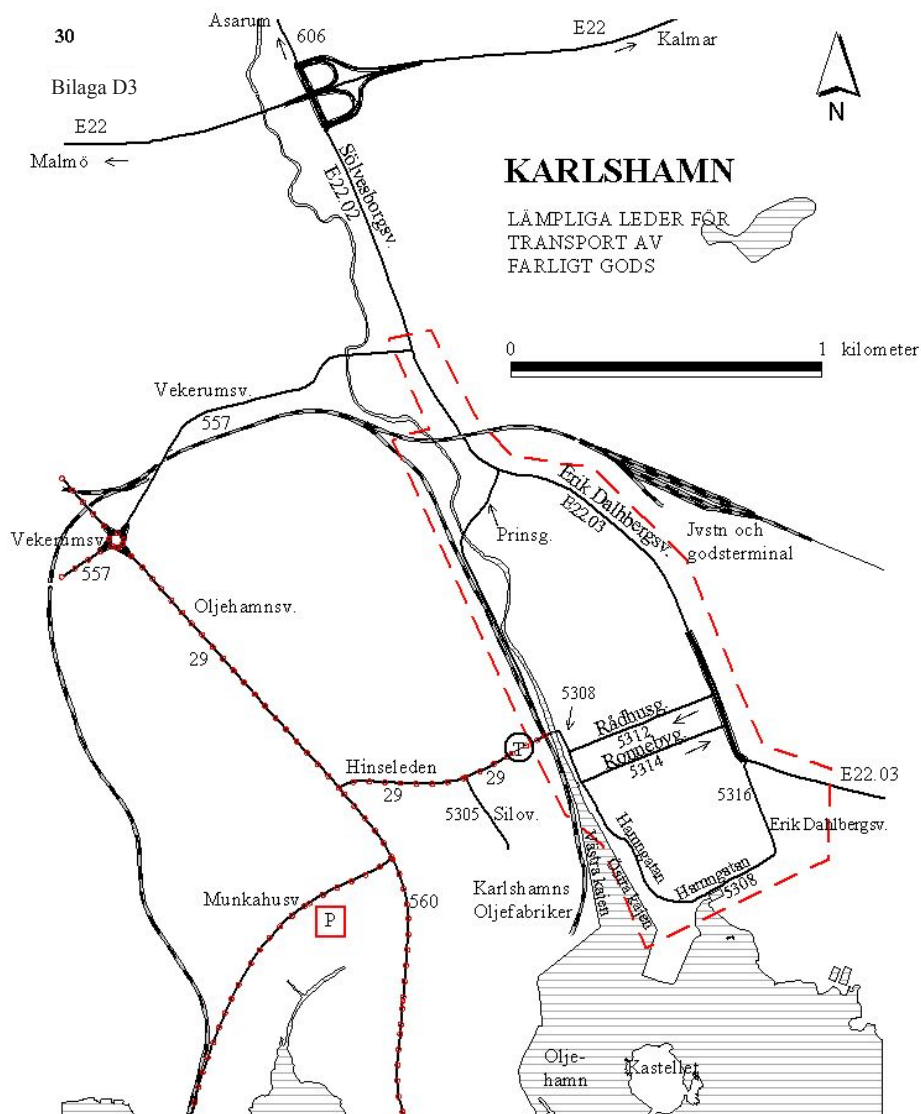 Asarum
606
E22
Kalmar
30
Bilaga D3
E22
Malmö
N
Sölvesborgsv.
E22.02
KARLSHAMN
LÄMPLIGA LEDER FÖR
TRANSPORT AV
FARLIGT GODS
0
1 kilometer
Vekerumsv.
557
Erik Dalhbergsv.
E22.03
Prinsg.
Jvstn och
godsterminal
Vekerumsv.
557
Oljehamnsv.
29
5308
Rådhusg.
5312
Ronnebyg.
5314
P
Hinseleden
29
29
E22.03
5316
5305
Silov.
Erik Dahlbergsv.
Hamngatan
Västra kajen
Östra kajen
Hamngatan
5308
Karlshamns
Oljefabriker
Munkahusv.
560
P
Olje-
hamn
Kastellet